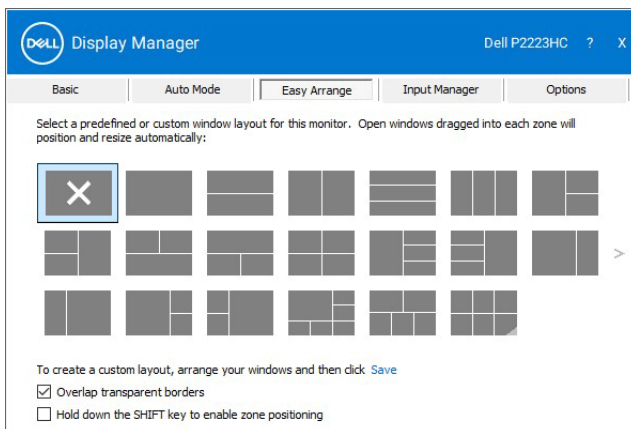 DELL Display Manager Dell P2223HC ? X
Basic Auto Mode Easy Arrange Input Manager Options
Select a predefined or custom window layout for this monitor. Open windows dragged into each zone will
position and resize automatically:
>
To create a custom layout, arrange your windows and then click Save
Overlap transparent borders
Hold down the SHIFT key to enable zone positioning